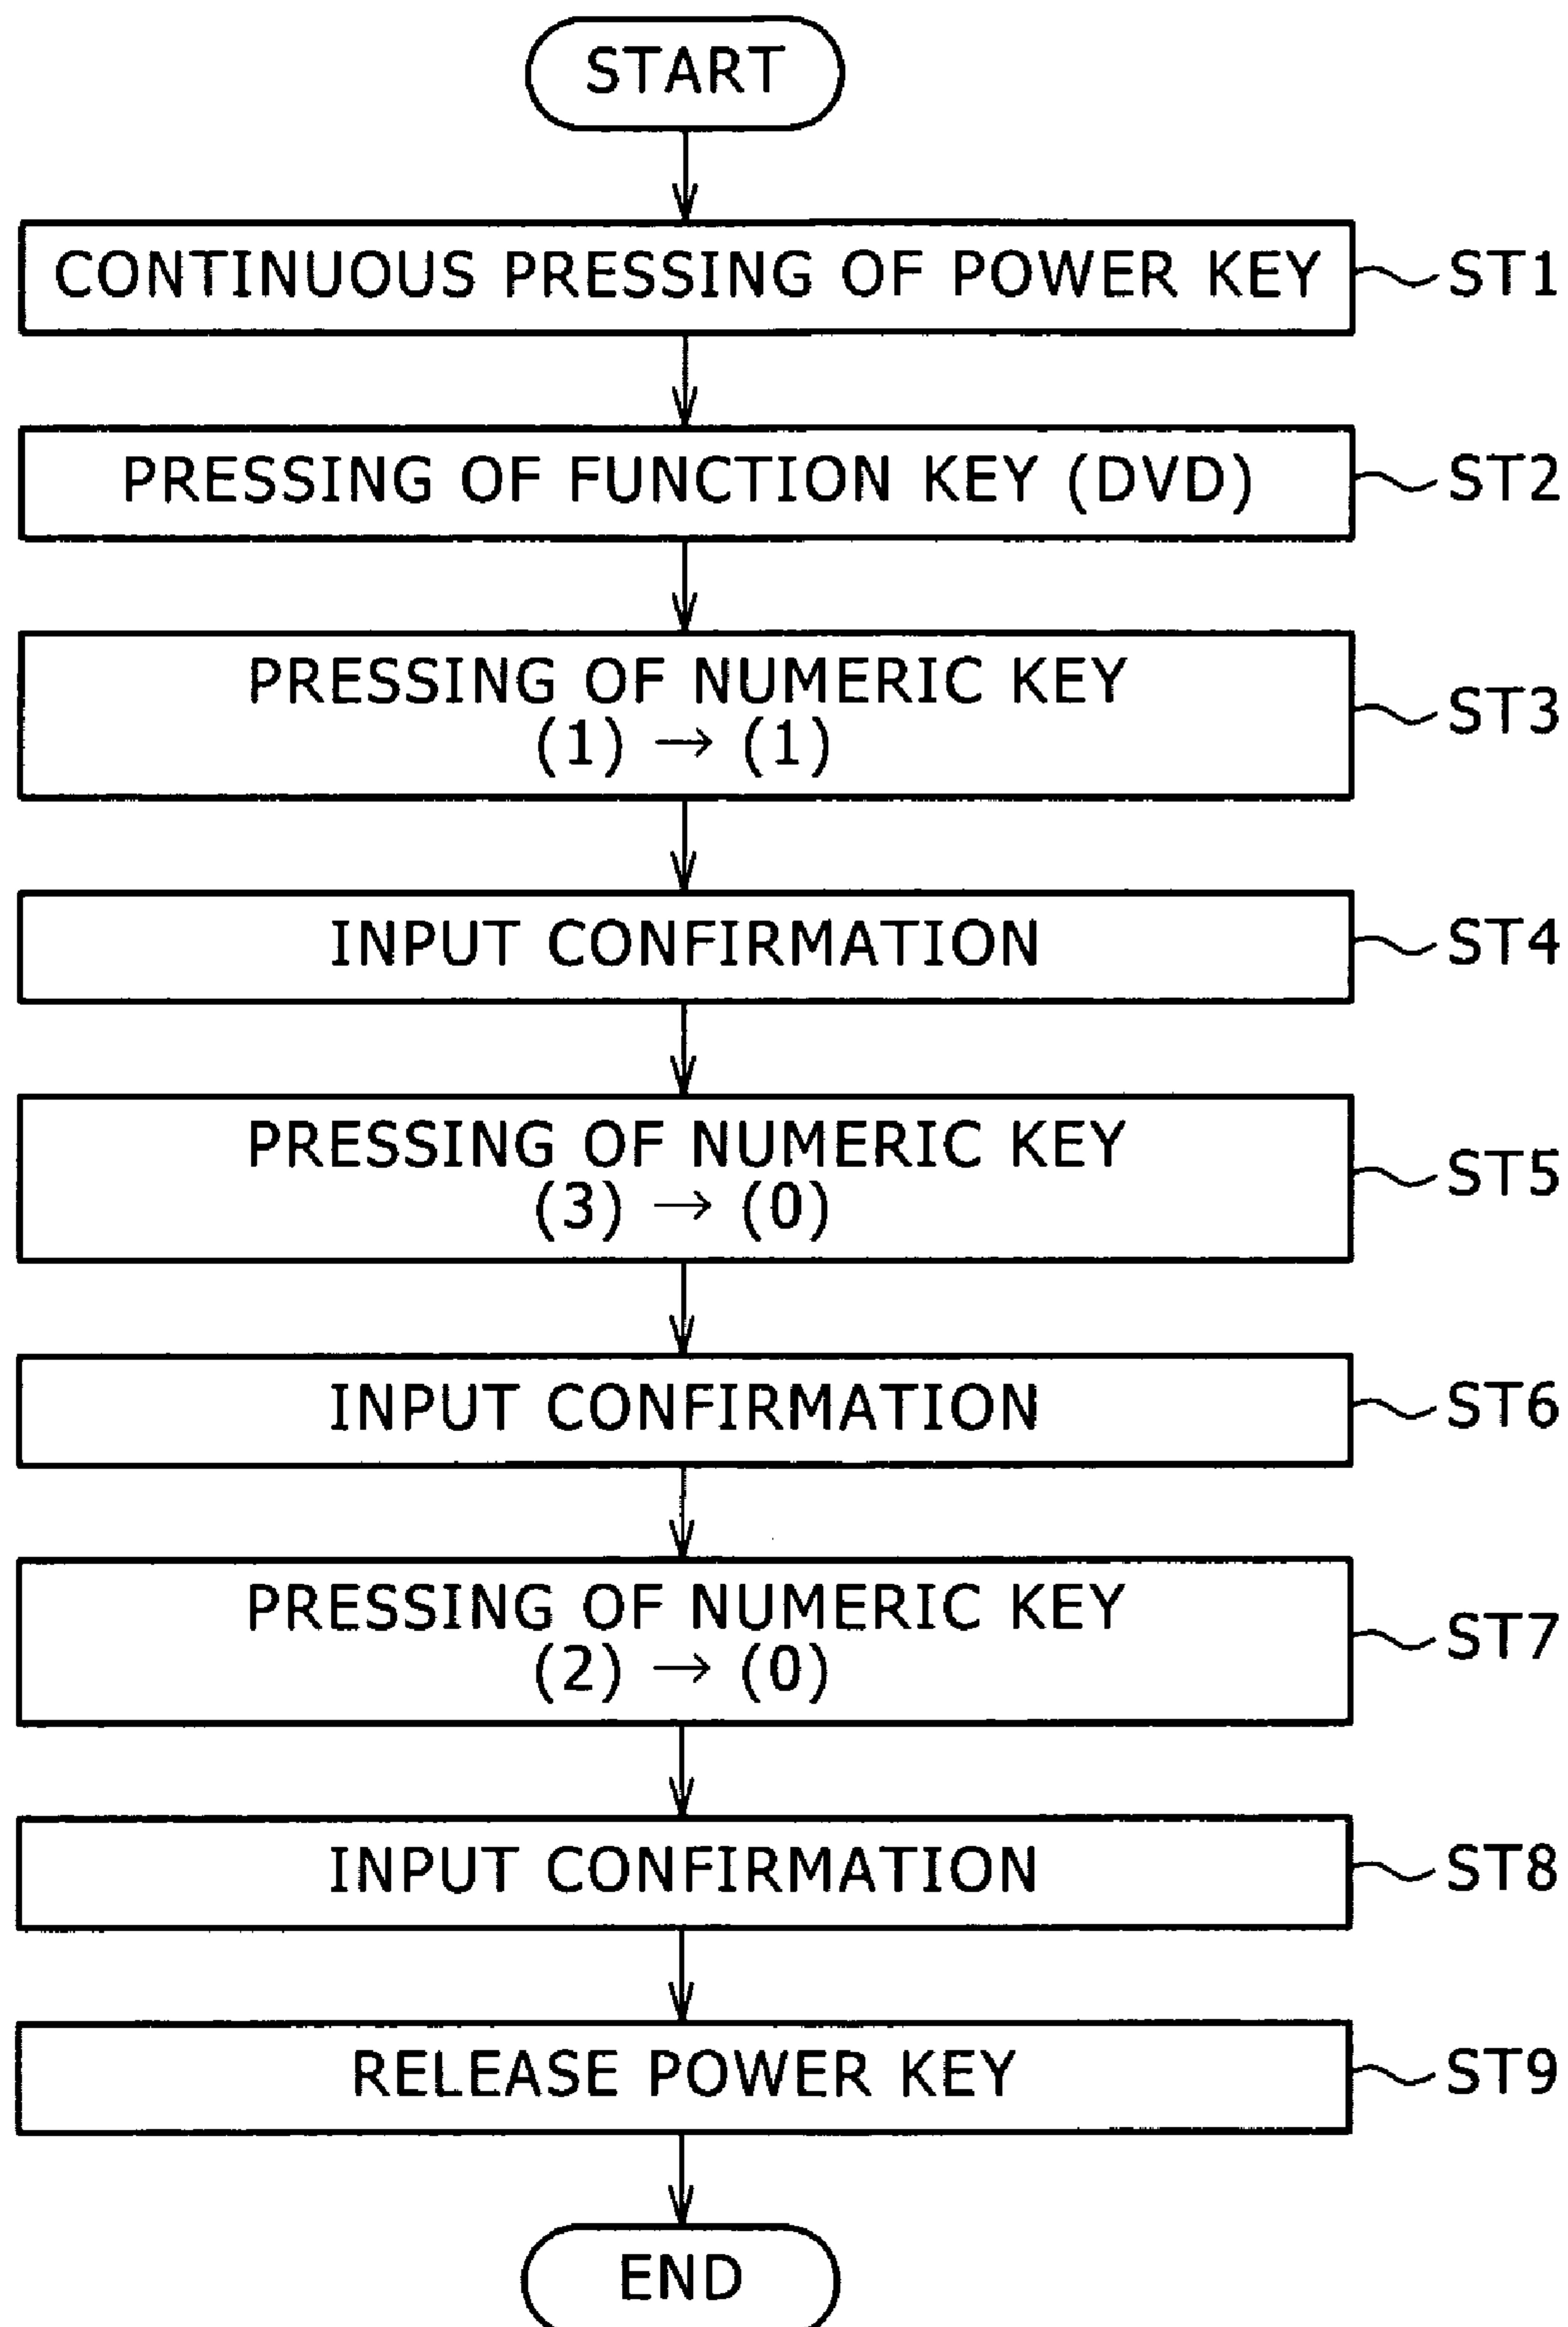 START
CONTINUOUS PRESSING OF POWER KEY
ST1
PRESSING OF FUNCTION KEY (DVD)
ST2
PRESSING OF NUMERIC KEY
(1) → (1)
ST3
INPUT CONFIRMATION
ST4
PRESSING OF NUMERIC KEY
(3) → (0)
ST5
INPUT CONFIRMATION
ST6
PRESSING OF NUMERIC KEY
(2) → (0)
ST7
INPUT CONFIRMATION
ST8
RELEASE POWER KEY
ST9
END